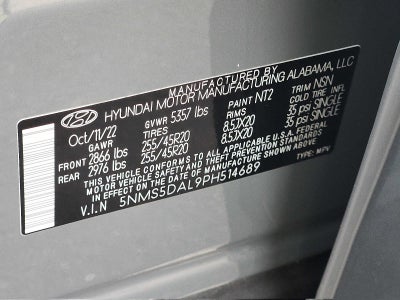 MANUFACTURED BY
HYUNDAI MOTOR MANUFACTURING ALABAMA, LLC
Oct/11/22 GVWR 5357 lbs PAINT NT2 TRIM NSN
GAWR TIRES RIMS COLD TIRE INFL
FRONT 2866 lbs 255/45R20 8.5JX20 35 psi SINGLE
REAR 2976 lbs 255/45R20 8.5JX20 35 psi SINGLE
THIS VEHICLE CONFORMS TO ALL APPLICABLE U.S.A. FEDERAL
MOTOR VEHICLE SAFETY AND THEFT PREVENTION STANDARDS
IN EFFECT ON THE DATE OF MANUFACTURE SHOWN ABOVE.
V.I.N 5NMS5DAL9PH514689 TYPE: MPV